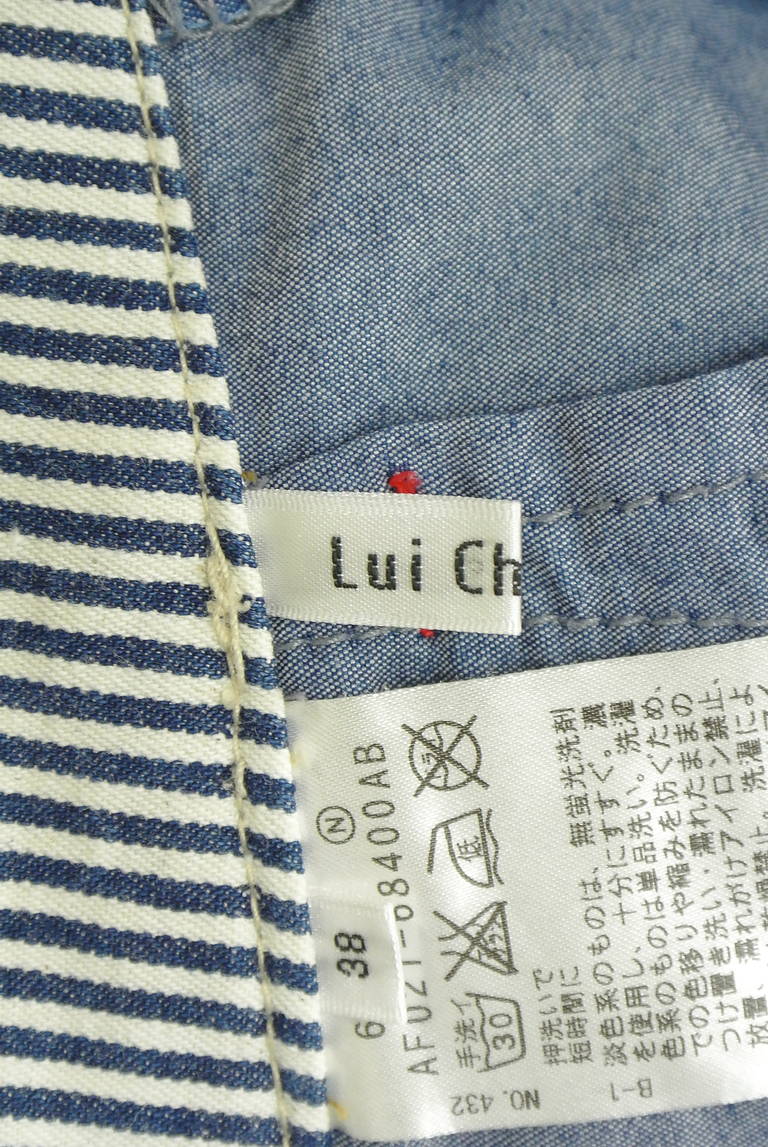 Lui Ch
38
6
N
AF021-68400AB
手洗イ
30
低
押洗いで
短時間に
淡色系のものは、無蛍光洗剤
を使用し、十分にすすぐ。濃
色系のものは単品洗い。洗濯
での色移りや縮みを防ぐため、
つけ置き洗い・濡れたままの
放置、濡れがけアイロン禁止、
B-1
NO. 432